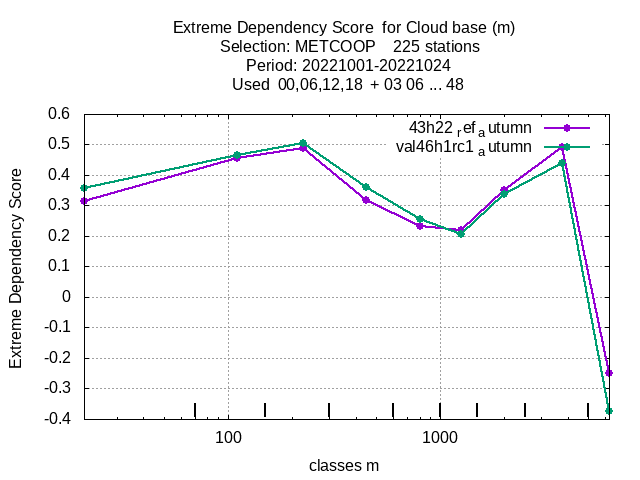 Extreme Dependency Score  for Cloud base (m)
Selection: METCOOP    225 stations
Period: 20221001-20221024
Used  00,06,12,18  + 03 06 ... 48
43h22 ref autumn
val46h1rc1 autumn
Extreme Dependency Score
0.6
0.5
0.4
0.3
0.2
0.1
0
-0.1
-0.2
-0.3
-0.4
100 1000
classes m